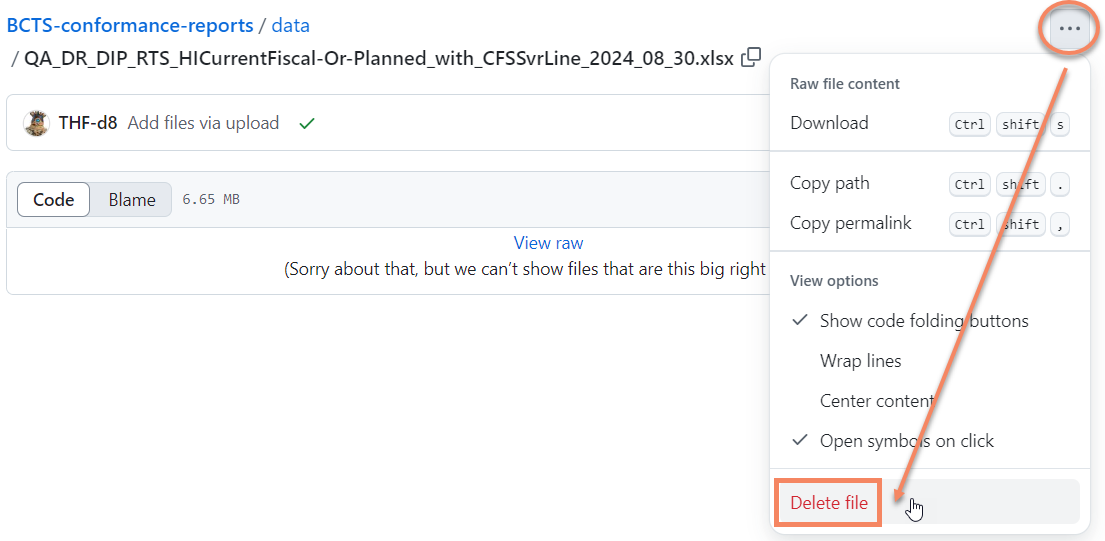 BCTS-conformance-reports / data
/ QA_DR_DIP_RTS_HICurrentFiscal-Or-Planned_with_CFSSvrLine_2024_08_30.xlsx
THF-d8 Add files via upload
Code Blame 6.65 MB
View raw
(Sorry about that, but we can’t show files that are this big right
Raw file content
Download Ctrl shift s
Copy path Ctrl shift .
Copy permalink Ctrl shift ,
View options
Show code folding buttons
Wrap lines
Center content
Open symbols on click
Delete file